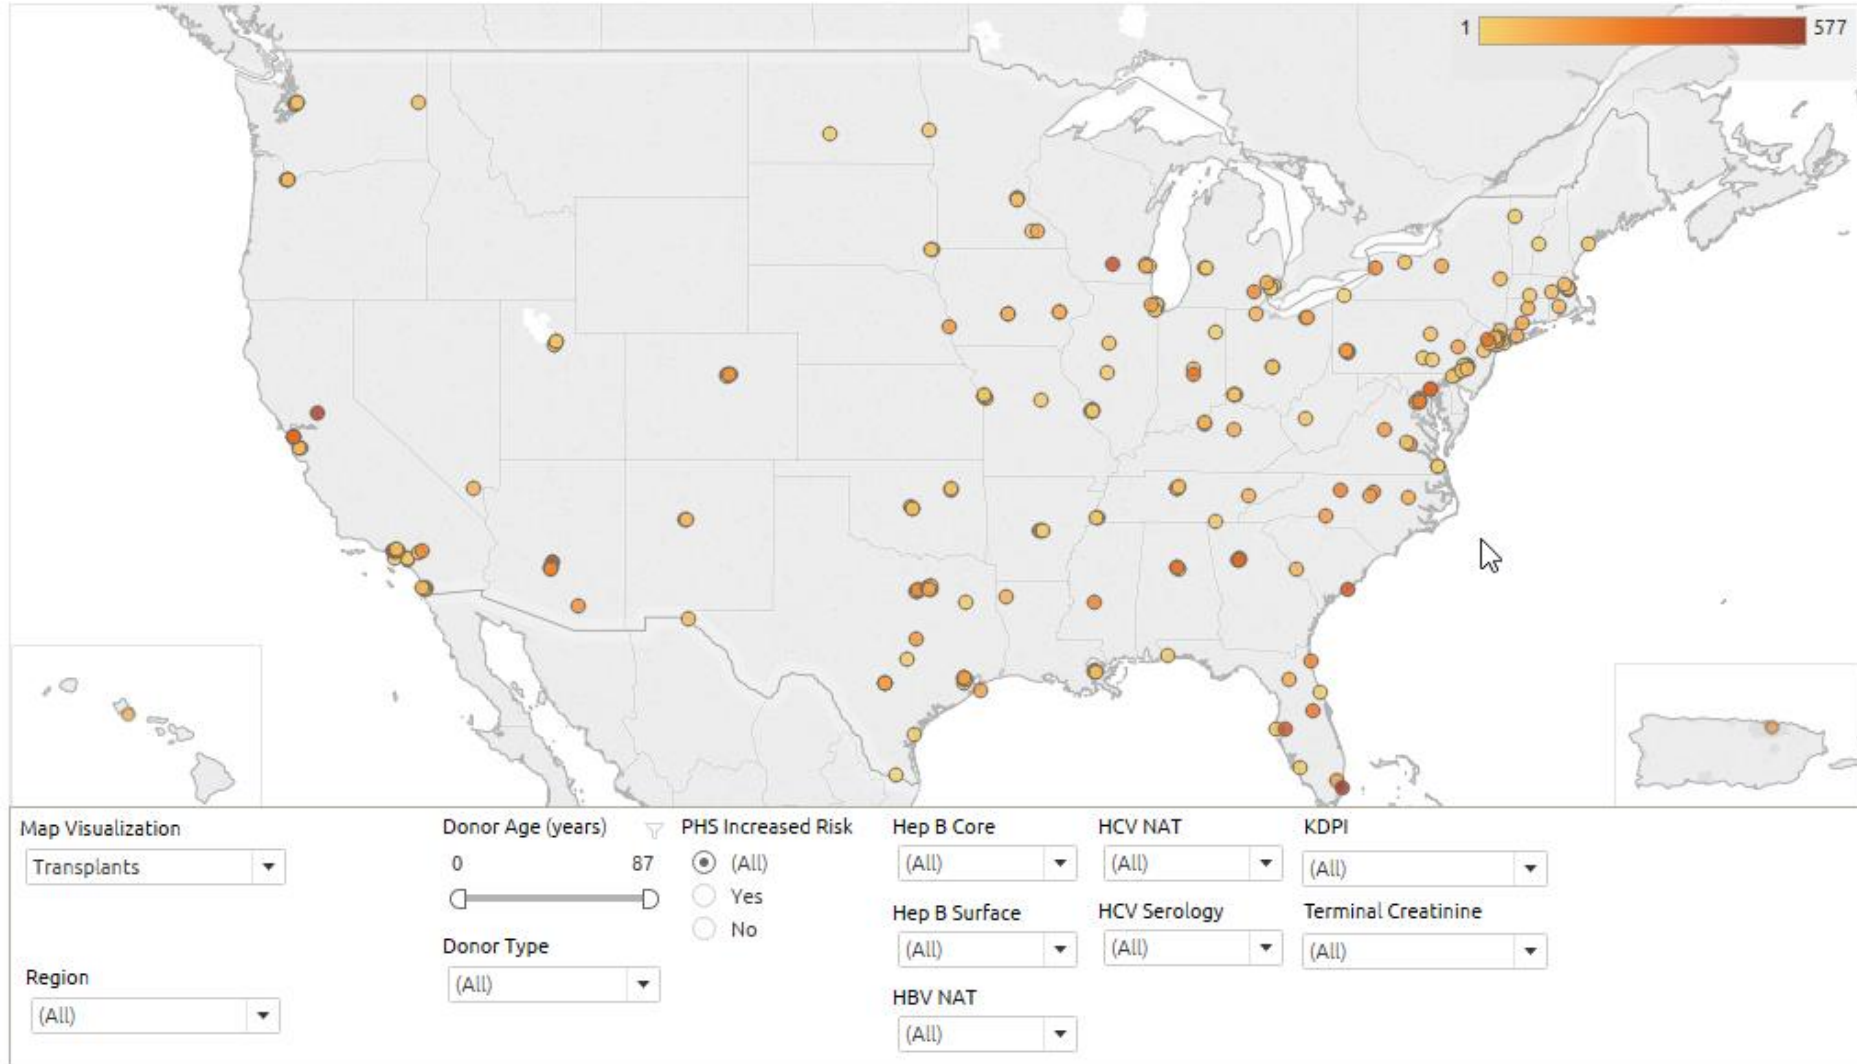 1 577
Map Visualization
Transplants
Region
(All)
Donor Age (years)
0 87
Donor Type
(All)
PHS Increased Risk
(All)
Yes
No
Hep B Core
(All)
Hep B Surface
(All)
HBV NAT
(All)
HCV NAT
(All)
HCV Serology
(All)
KDPI
(All)
Terminal Creatinine
(All)